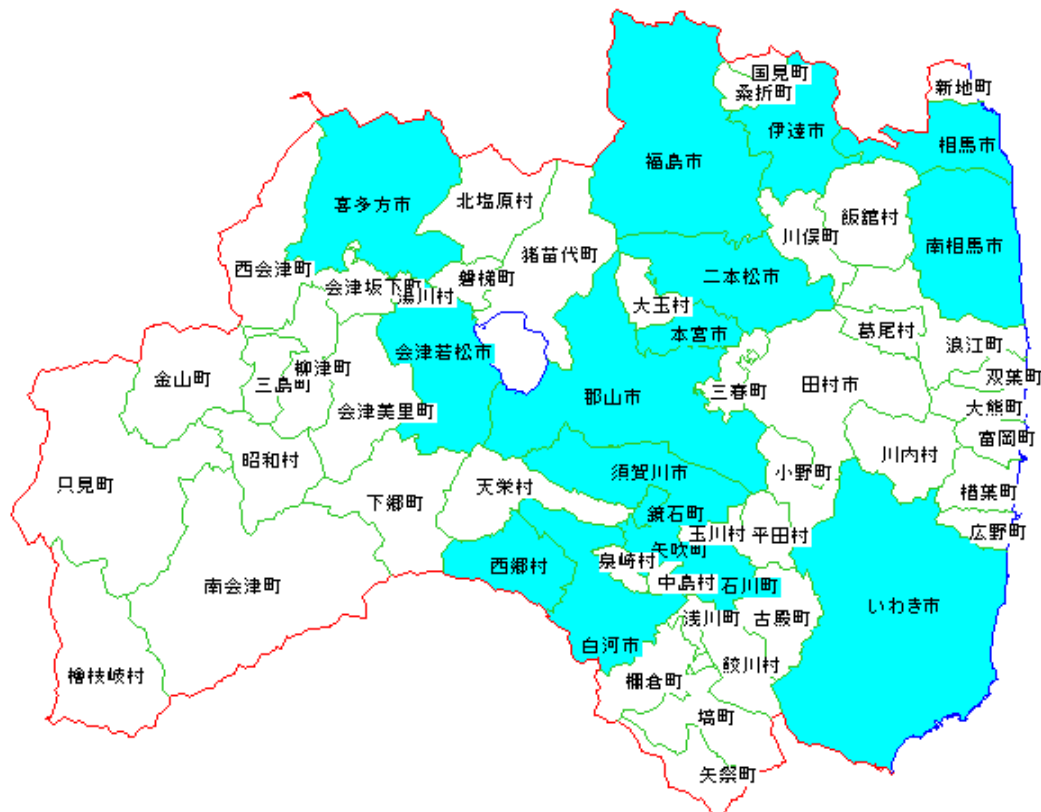 国見町
新地町
桑折町
伊達市
相馬市
福島市
喜多方市
北塩原村
飯舘村
川俣町
南相馬市
猪苗代町
西会津町
磐梯町
二本松市
会津坂下町
湯川村
大玉村
本宮市
葛尾村
浪江町
会津若松市
柳津町
双葉町
金山町
三島町
三春町
田村市
郡山市
会津美里町
大熊町
富岡町
川内村
昭和村
須賀川市
小野町
只見町
天栄村
楢葉町
下郷町
鏡石町
広野町
玉川村
平田村
矢吹町
泉崎村
西郷村
中島村
石川町
南会津町
いわき市
浅川町
古殿町
白河市
鮫川村
檜枝岐村
棚倉町
塙町
矢祭町